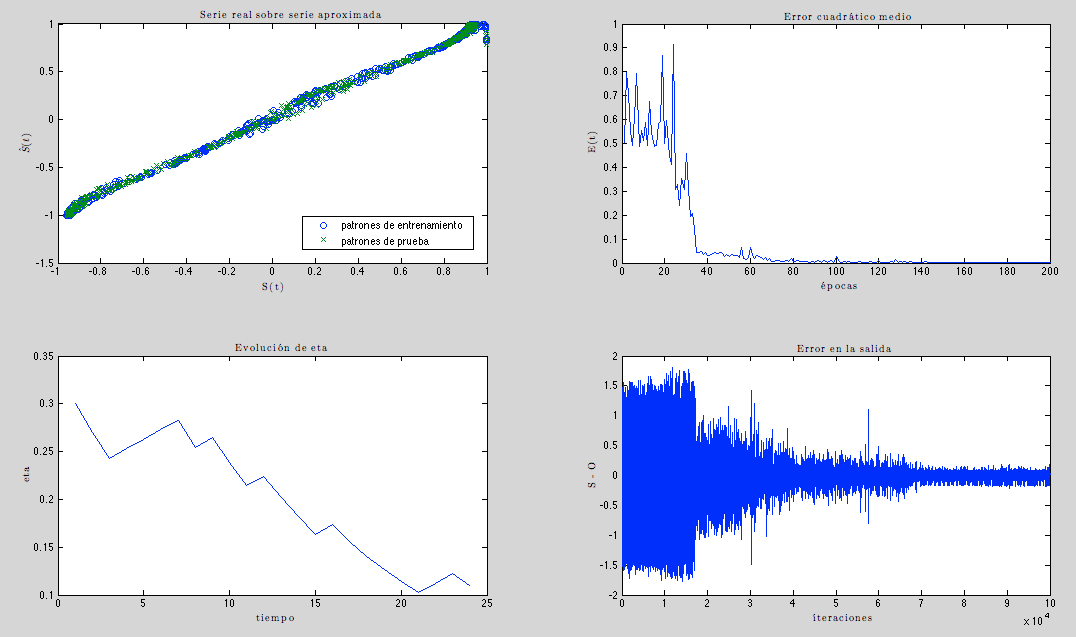 Serie real sobre serie aproximada
1
0.5
0
-0.5
-1
-1.5
Ŝ(t)
-1 -0.8 -0.6 -0.4 -0.2 0 0.2 0.4 0.6 0.8 1
S(t)
patrones de entrenamiento
patrones de prueba
Error cuadrático medio
1
0.9
0.8
0.7
0.6
0.5
0.4
0.3
0.2
0.1
0
E(t)
0 20 40 60 80 100 120 140 160 180 200
épocas
Evolución de eta
0.35
0.3
0.25
0.2
0.15
0.1
eta
0 5 10 15 20 25
tiempo
Error en la salida
2
1.5
1
0.5
0
-0.5
-1
-1.5
-2
S - O
0 1 2 3 4 5 6 7 8 9 10
iteraciones
x 10^4